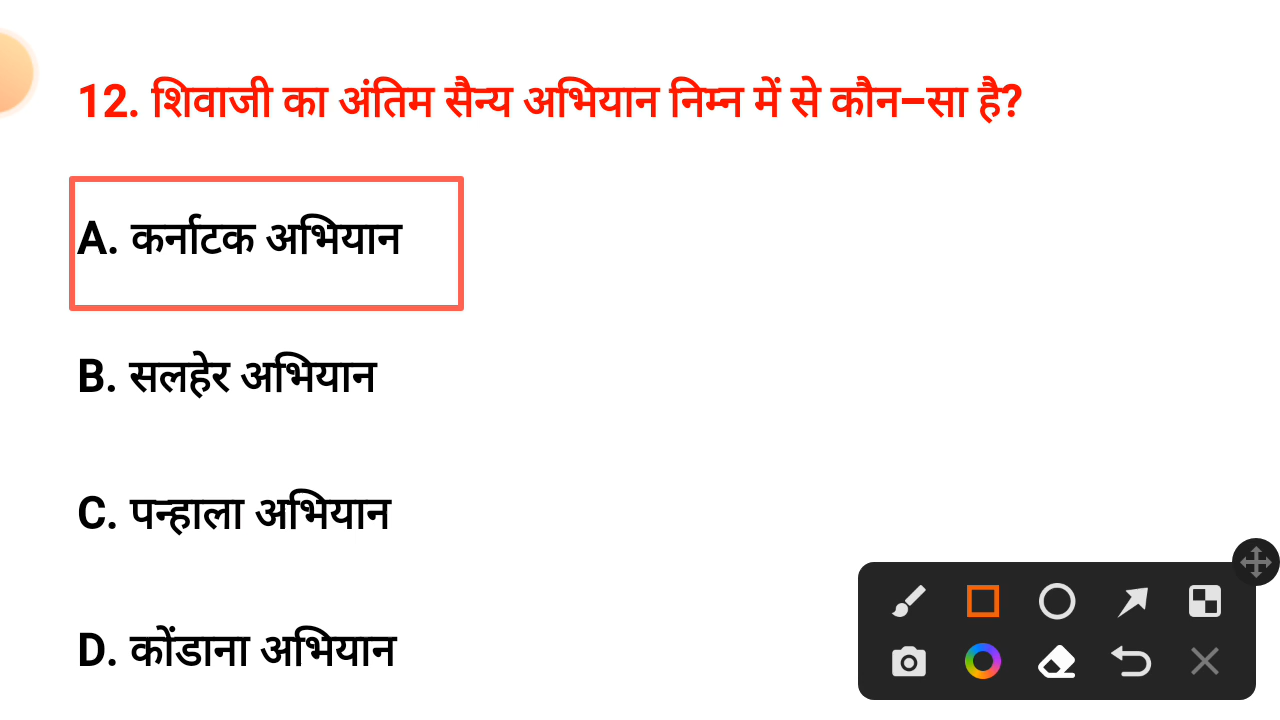 12. शिवाजी का अंतिम सैन्य अभियान निम्न में से कौन–सा है?
A. कर्नाटक अभियान
B. सलहेर अभियान
C. पन्हाला अभियान
D. कोंडाना अभियान